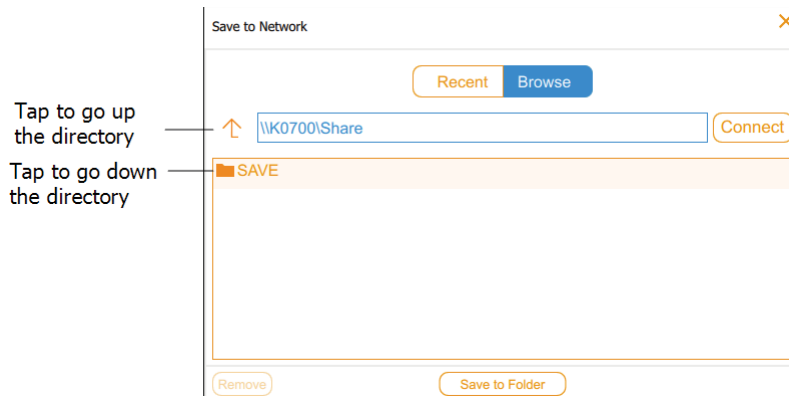 Save to Network
Recent
Browse
Tap to go up
the directory
\\K0700\Share
Connect
Tap to go down
the directory
SAVE
Remove
Save to Folder